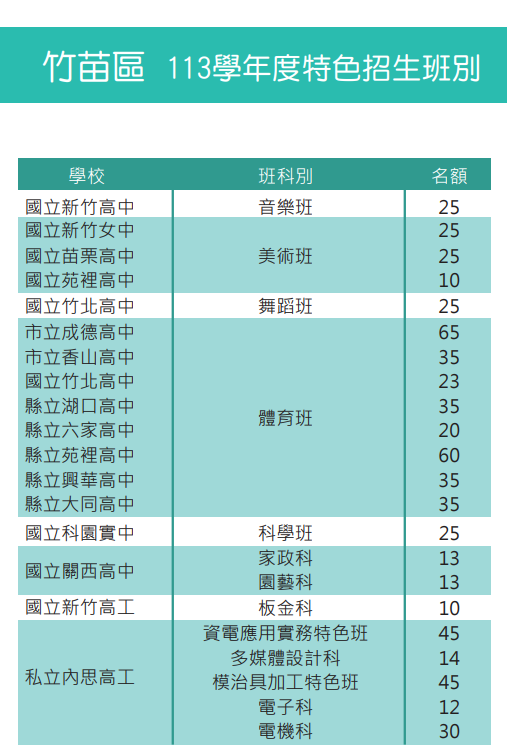 竹苗區 113學年度特色招生班別
學校 班科別 名額
國立新竹高中 音樂班 25
國立新竹女中 25
國立苗栗高中 美術班 25
國立苑裡高中 10
國立竹北高中 舞蹈班 25
市立成德高中 65
市立香山高中 35
國立竹北高中 23
縣立湖口高中 35
體育班
縣立六家高中 20
縣立苑裡高中 60
縣立興華高中 35
縣立大同高中 35
國立科園實中 科學班 25
國立關西高中 家政科 13
園藝科 13
國立新竹高工 板金科 10
私立內思高工 資電應用實務特色班 45
多媒體設計科 14
模治具加工特色班 45
電子科 12
電機科 30